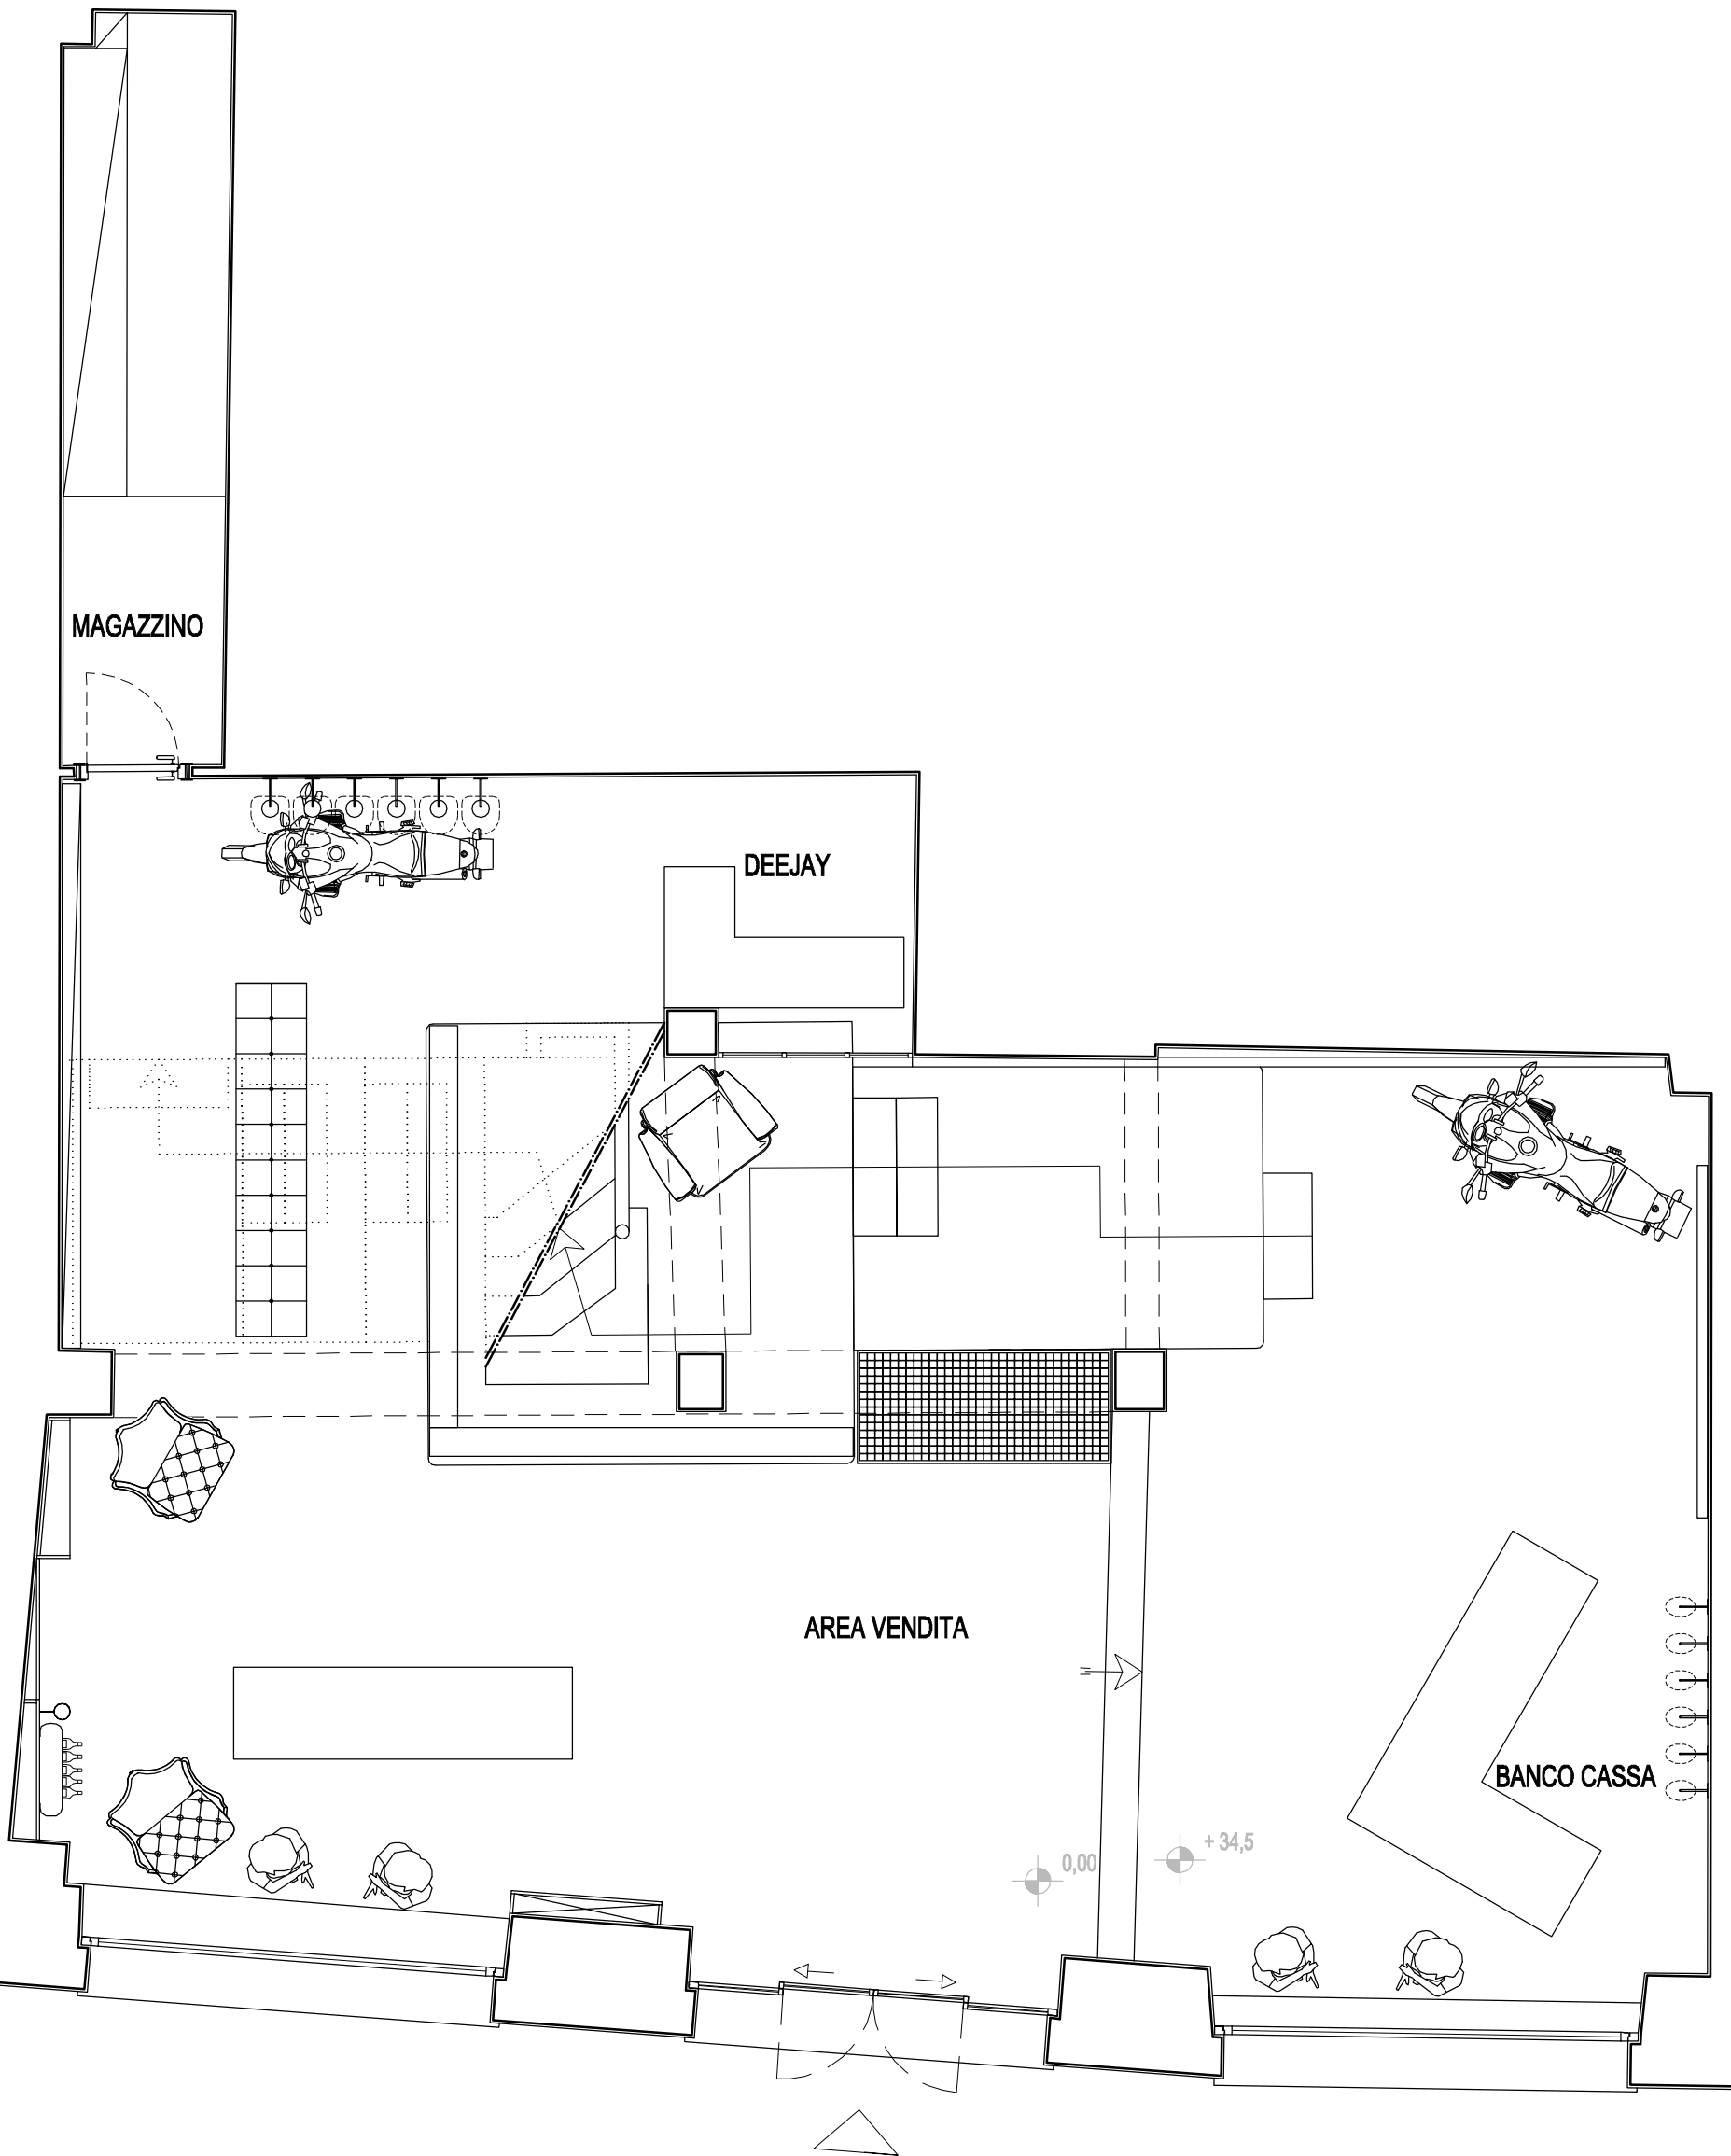 MAGAZZINO
DEEJAY
AREA VENDITA
BANCO CASSA
+ 34,5
0,00